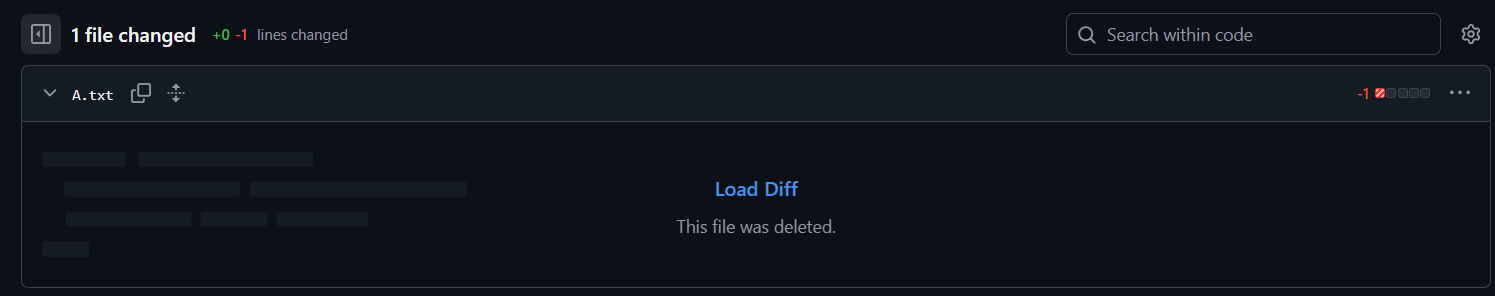 1 file changed +0 -1 lines changed Search within code
A.txt -1
Load Diff
This file was deleted.